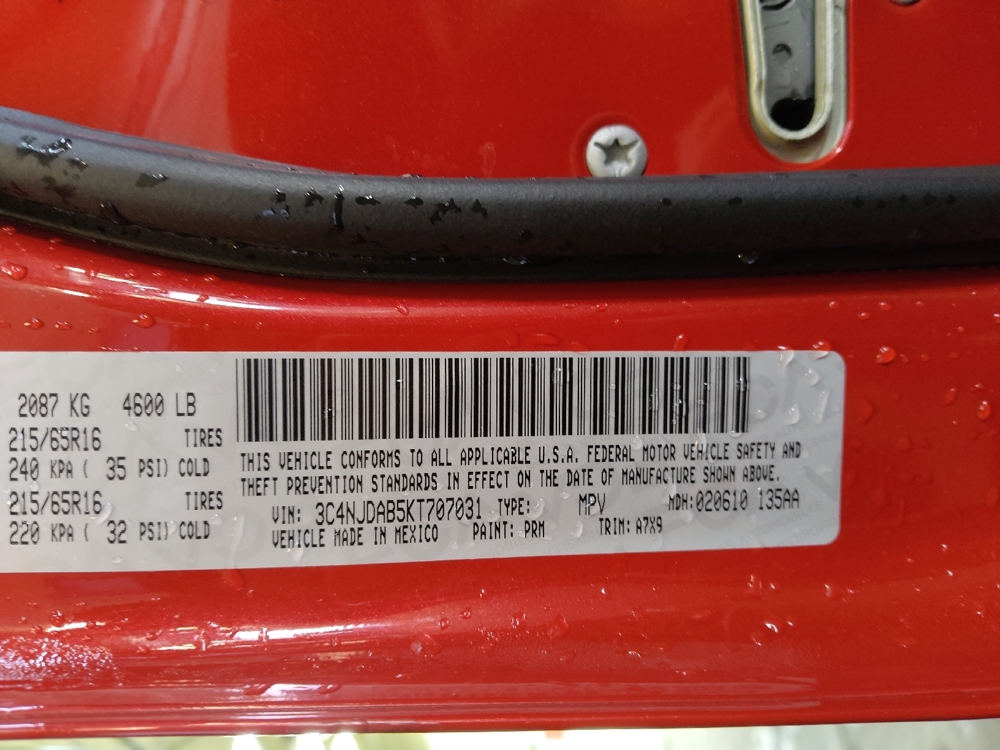 2087 KG 4600 LB
215/65R16 TIRES
240 KPA ( 35 PSI) COLD
215/65R16 TIRES
220 KPA ( 32 PSI) COLD
THIS VEHICLE CONFORMS TO ALL APPLICABLE U.S.A. FEDERAL MOTOR VEHICLE SAFETY AND
THEFT PREVENTION STANDARDS IN EFFECT ON THE DATE OF MANUFACTURE SHOWN ABOVE.
VIN: 3C4NJDAB5KT707031 TYPE: MPV MDH:020610 135AA
VEHICLE MADE IN MEXICO PAINT: PRM TRIM: A7X9